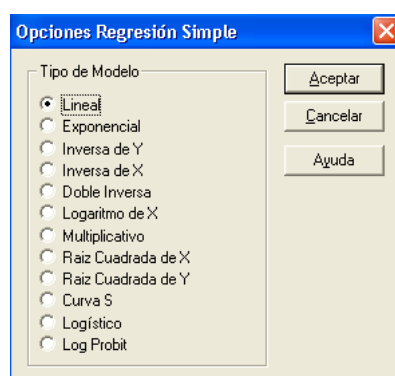 Opciones Regresión Simple
Tipo de Modelo
Lineal
Exponencial
Inversa de Y
Inversa de X
Doble Inversa
Logaritmo de X
Multiplicativo
Raiz Cuadrada de X
Raiz Cuadrada de Y
Curva S
Logístico
Log Probit
Aceptar
Cancelar
Ayuda